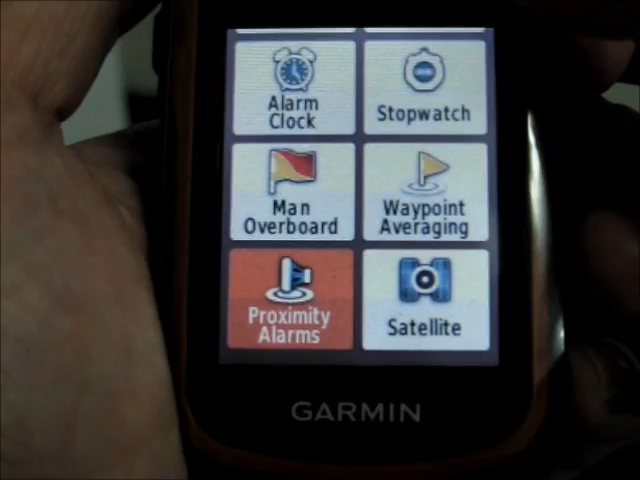 Alarm
Clock
Stopwatch
Man
Overboard
Waypoint
Averaging
Proximity
Alarms
Satellite
GARMIN